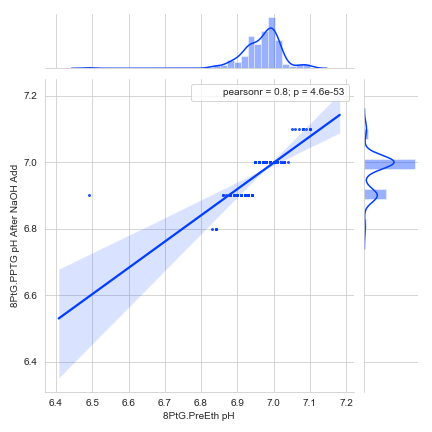 pearsonr = 0.8; p = 4.6e-53
7.2
7.0
6.8
6.6
6.4
8PtG.PPTG pH After NaOH Add
6.4 6.5 6.6 6.7 6.8 6.9 7.0 7.1 7.2
8PtG.PreEth pH